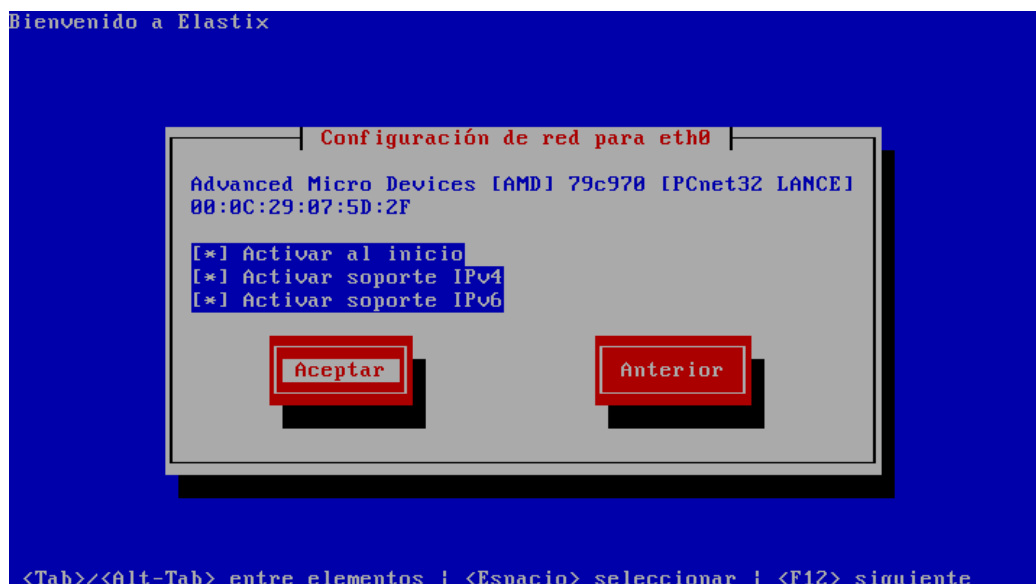 Bienvenido a Elastix
Configuración de red para eth0
Advanced Micro Devices [AMD] 79c970 [PCnet32 LANCE]
00:0C:29:07:5D:2F
[*] Activar al inicio
[*] Activar soporte IPv4
[*] Activar soporte IPv6
Aceptar
Anterior
<Tab>/<Alt-Tab> entre elementos | <Espacio> seleccionar | <F12> siguiente